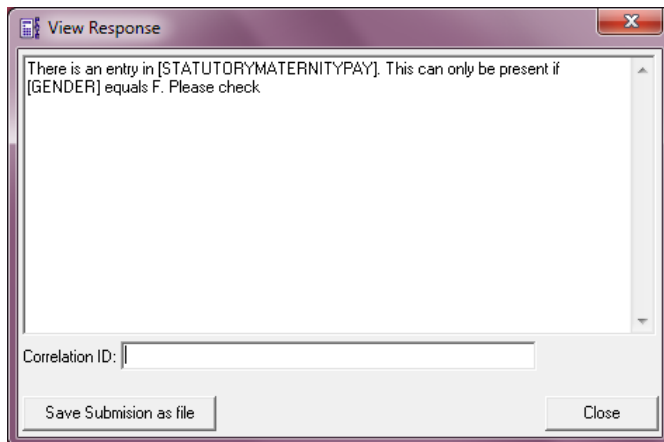 View Response
There is an entry in [STATUTORYMATERNITYPAY]. This can only be present if
[GENDER] equals F. Please check
Correlation ID:
Save Submision as file
Close